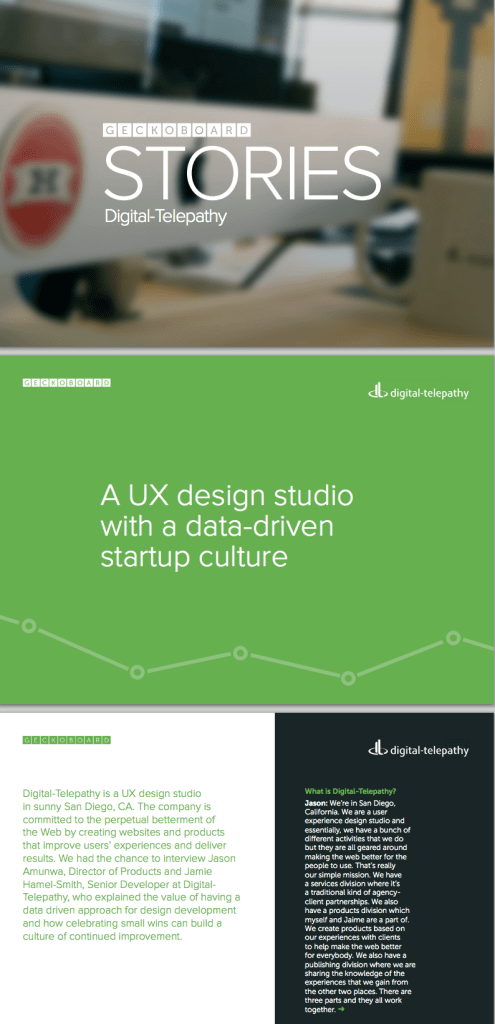 GECKOBOARD
STORIES
Digital-Telepathy
GECKOBOARD
digital-telepathy
A UX design studio
with a data-driven
startup culture
GECKOBOARD
digital-telepathy
Digital-Telepathy is a UX design studio
in sunny San Diego, CA. The company is
committed to the perpetual betterment of
the Web by creating websites and products
that improve users' experiences and deliver
results. We had the chance to interview Jason
Amunwa, Director of Products and Jamie
Hamel-Smith, Senior Developer at Digital-
Telepathy, who explained the value of having a
data driven approach for design development
and how celebrating small wins can build a
culture of continued improvement.
What is Digital-Telepathy?
Jason: We're in San Diego,
California. We are a user
experience design studio and
essentially, we have a bunch of
different activities that we do
but they are all geared around
making the web better for the
people to use. That's really
our simple mission. We have
a services division where it's
a traditional kind of agency-
client partnerships. We also
have a products division which
myself and Jaime are a part of.
We create products based on
our experiences with clients
to help make the web better
for everybody. We also have a
publishing division where we are
sharing the knowledge of the
experiences that we gain from
the other two places. There are
three parts and they all work
together. ➔